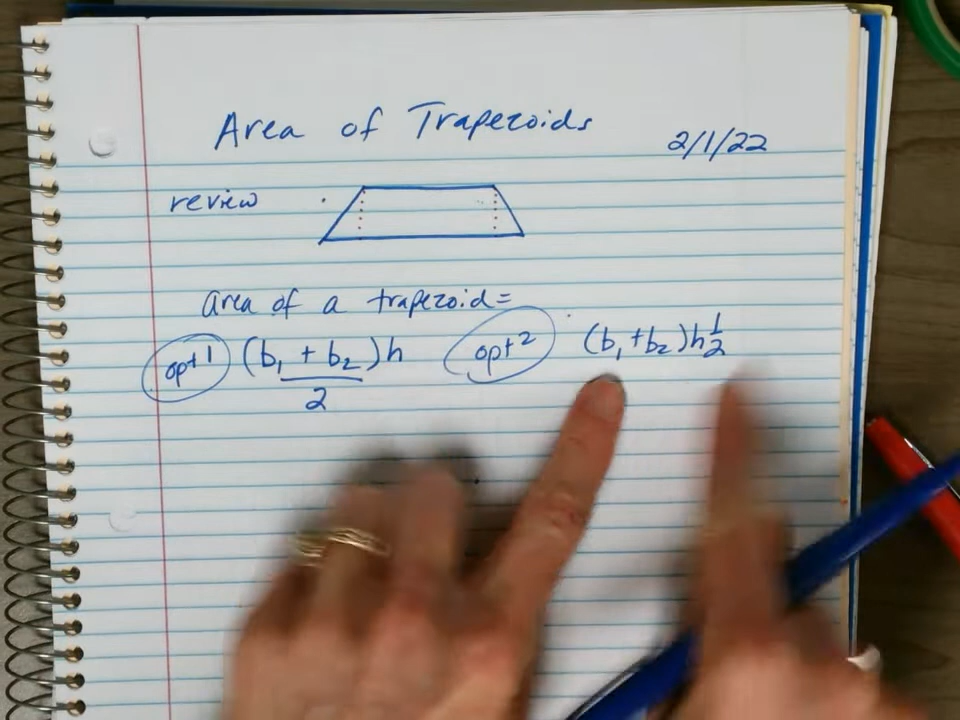 Area of Trapezoids
2/1/22
review
area of a trapezoid=
opt 1 (b₁ + b₂)h / 2 opt 2 (b₁ + b₂)h ½